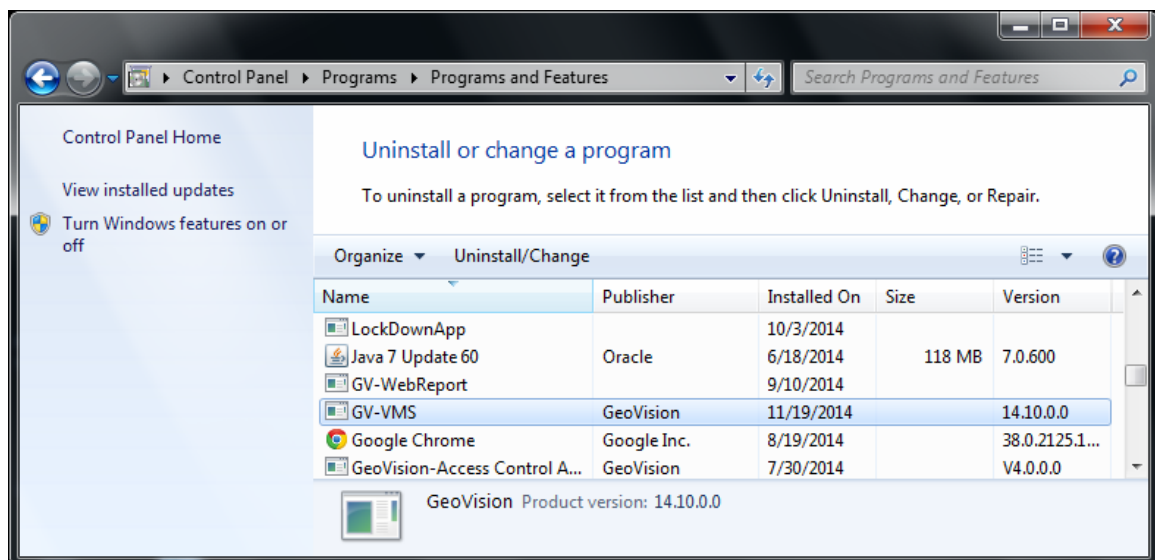 Control Panel ▸ Programs ▸ Programs and Features
Search Programs and Features
Control Panel Home
View installed updates
Turn Windows features on or
off
Uninstall or change a program
To uninstall a program, select it from the list and then click Uninstall, Change, or Repair.
Organize Uninstall/Change
Name Publisher Installed On Size Version
LockDownApp 10/3/2014
Java 7 Update 60 Oracle 6/18/2014 118 MB 7.0.600
GV-WebReport 9/10/2014
GV-VMS GeoVision 11/19/2014 14.10.0.0
Google Chrome Google Inc. 8/19/2014 38.0.2125.1...
GeoVision-Access Control A... GeoVision 7/30/2014 V4.0.0.0
GeoVision Product version: 14.10.0.0